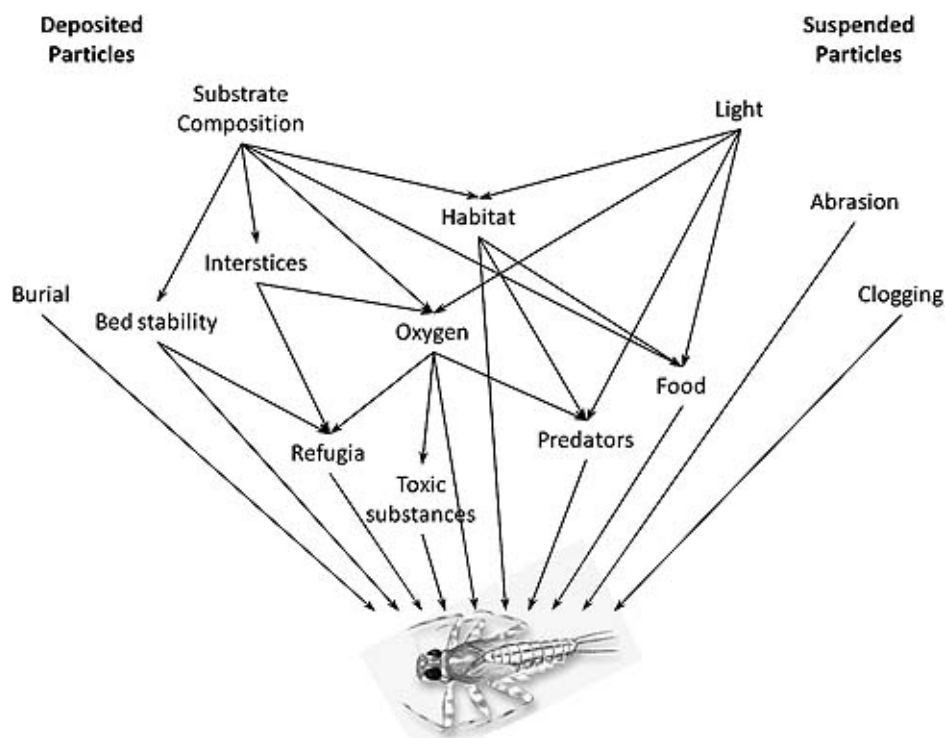 Deposited
Particles
Suspended
Particles
Substrate
Composition
Light
Habitat
Abrasion
Interstices
Burial
Clogging
Bed stability
Oxygen
Food
Refugia
Predators
Toxic
substances